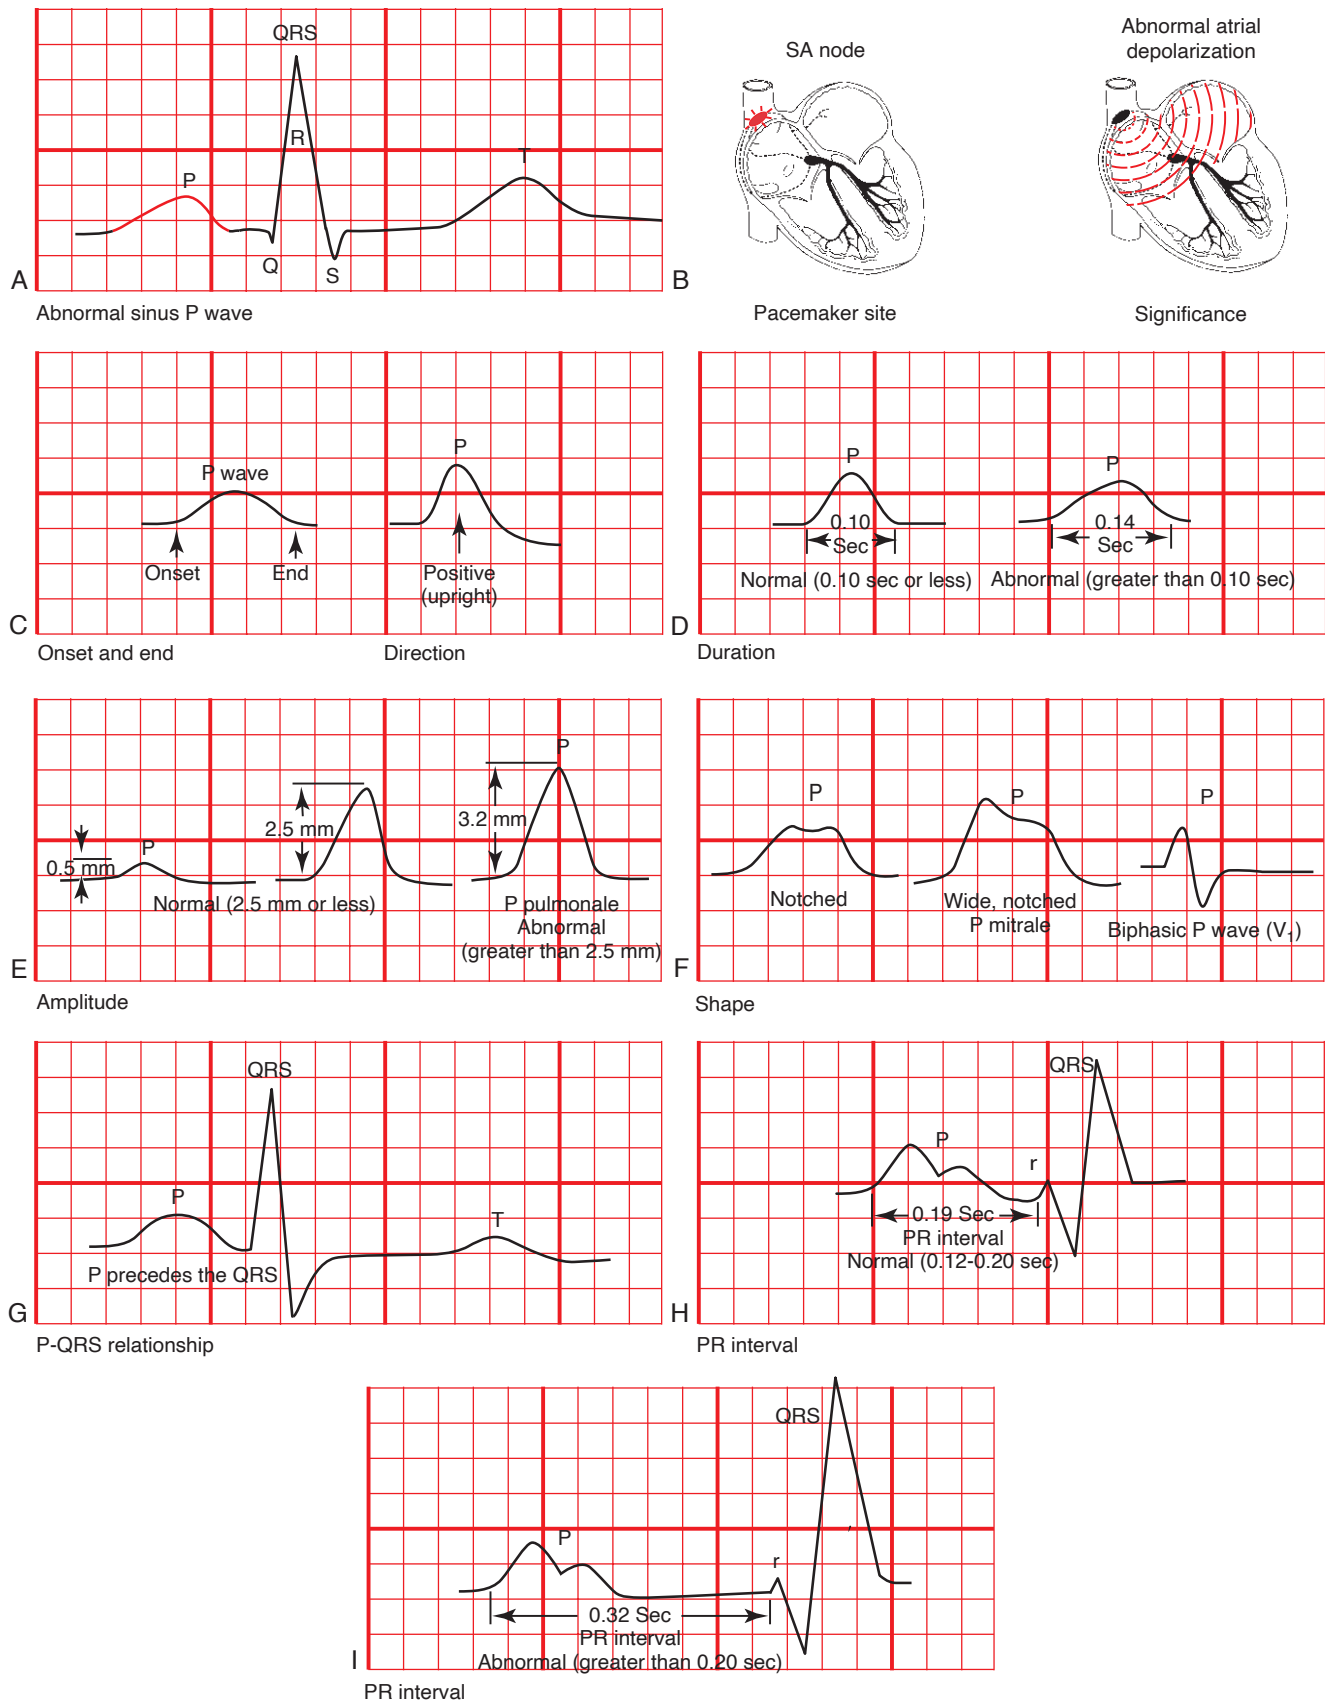 QRS
R
P
T
Q
S
A
Abnormal sinus P wave
SA node
Abnormal atrial
depolarization
B
Pacemaker site
Significance
P wave
Onset
End
P
Positive
(upright)
C
Onset and end
Direction
P
0.10
Sec
Normal (0.10 sec or less)
P
0.14
Sec
Abnormal (greater than 0.10 sec)
D
Duration
0.5 mm
P
2.5 mm
Normal (2.5 mm or less)
3.2 mm
P
P pulmonale
Abnormal
(greater than 2.5 mm)
E
Amplitude
P
Notched
P
Wide, notched
P mitrale
P
Biphasic P wave (V₁)
F
Shape
QRS
P
T
P precedes the QRS
G
P-QRS relationship
QRS
P
r
0.19 Sec
PR interval
Normal (0.12-0.20 sec)
H
PR interval
QRS
P
r
0.32 Sec
PR interval
Abnormal (greater than 0.20 sec)
I
PR interval